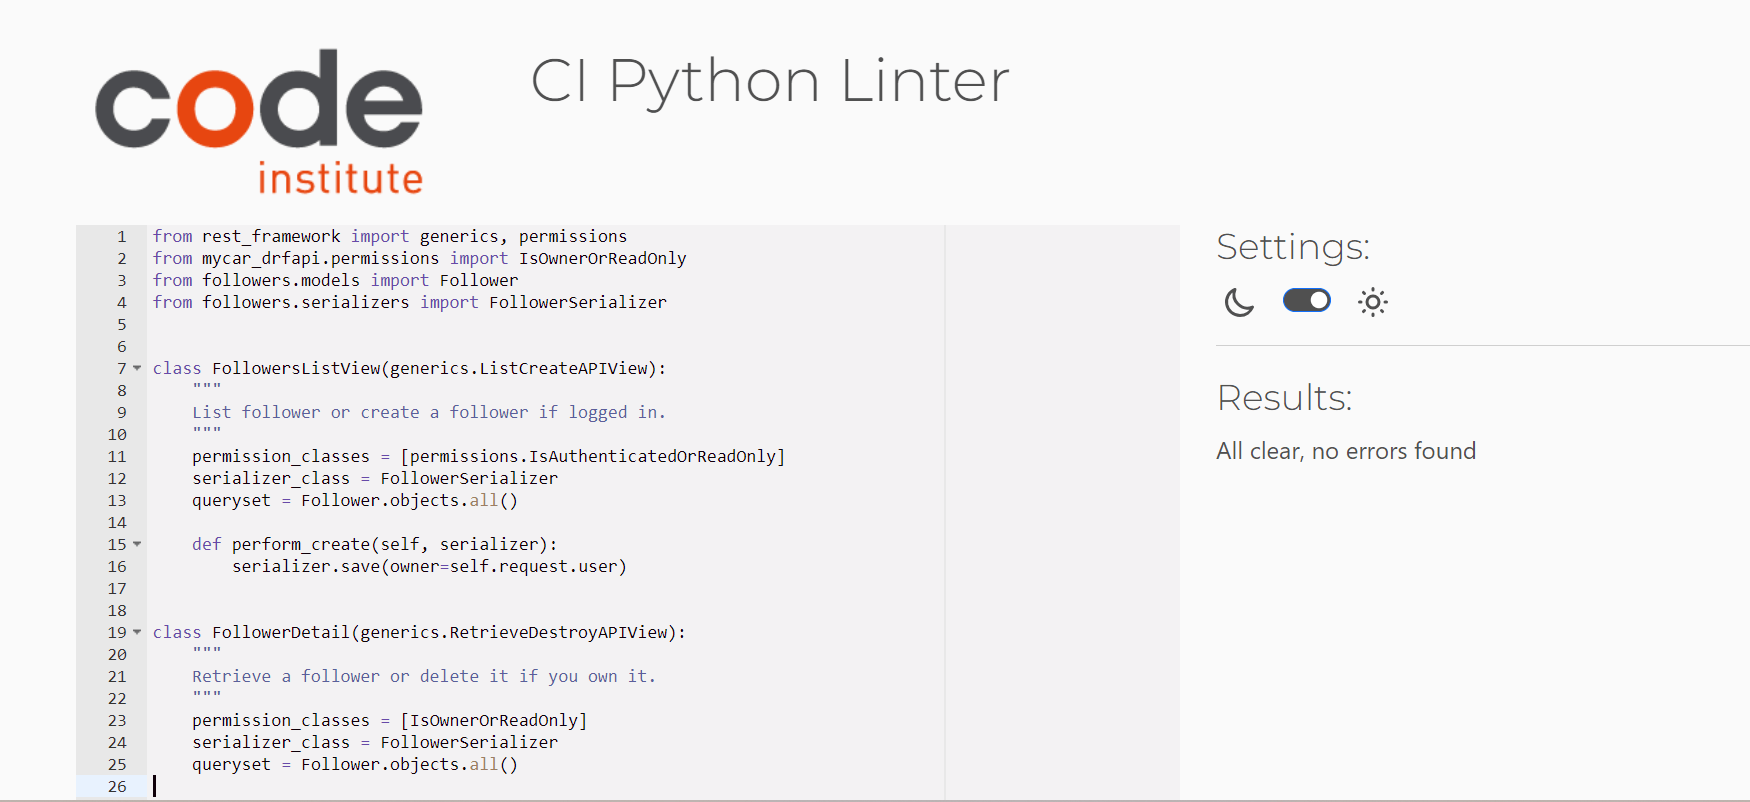 code
institute
CI Python Linter
1 from rest_framework import generics, permissions
2 from mycar_drfapi.permissions import IsOwnerOrReadOnly
3 from followers.models import Follower
4 from followers.serializers import FollowerSerializer
5
6
7 class FollowersListView(generics.ListCreateAPIView):
8     """
9     List follower or create a follower if logged in.
10     """
11     permission_classes = [permissions.IsAuthenticatedOrReadOnly]
12     serializer_class = FollowerSerializer
13     queryset = Follower.objects.all()
14
15     def perform_create(self, serializer):
16         serializer.save(owner=self.request.user)
17
18
19 class FollowerDetail(generics.RetrieveDestroyAPIView):
20     """
21     Retrieve a follower or delete it if you own it.
22     """
23     permission_classes = [IsOwnerOrReadOnly]
24     serializer_class = FollowerSerializer
25     queryset = Follower.objects.all()
26
Settings:
Results:
All clear, no errors found